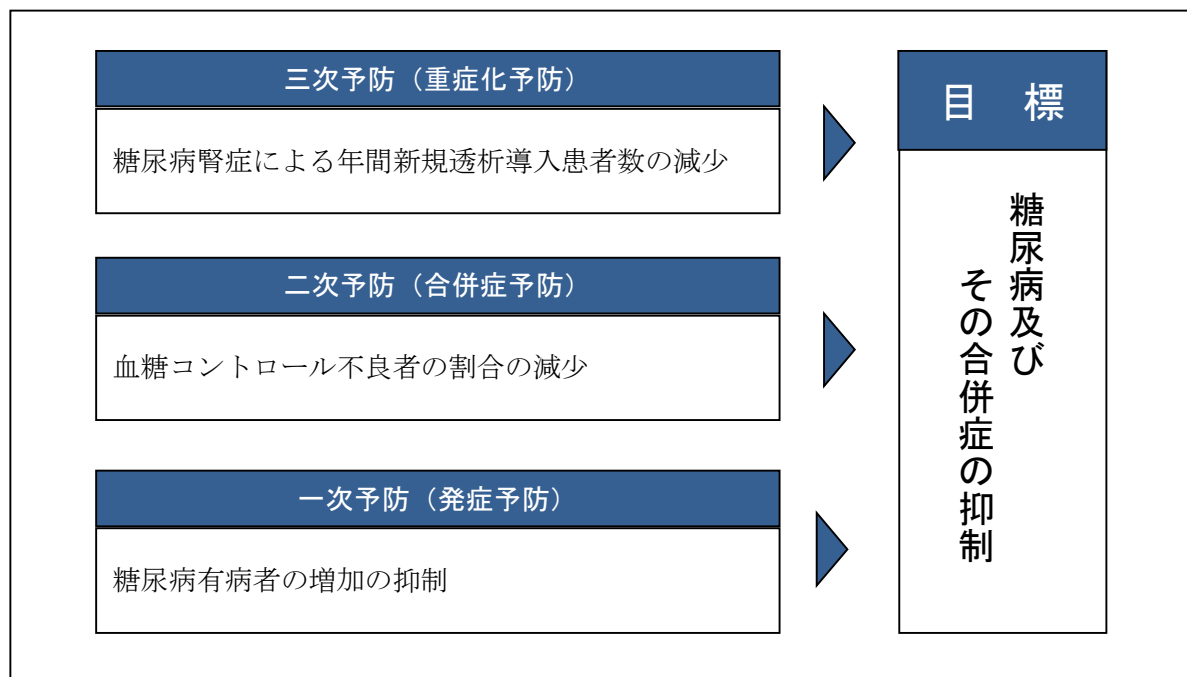 三次予防（重症化予防）
糖尿病腎症による年間新規透析導入患者数の減少
二次予防（合併症予防）
血糖コントロール不良者の割合の減少
一次予防（発症予防）
糖尿病有病者の増加の抑制
目　標
糖尿病及び
その合併症の抑制